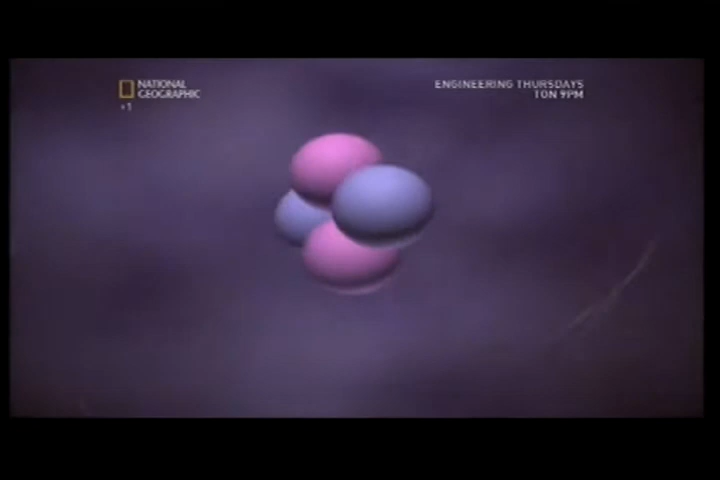 NATIONAL
GEOGRAPHIC
+1
ENGINEERING THURSDAYS
TON 9PM